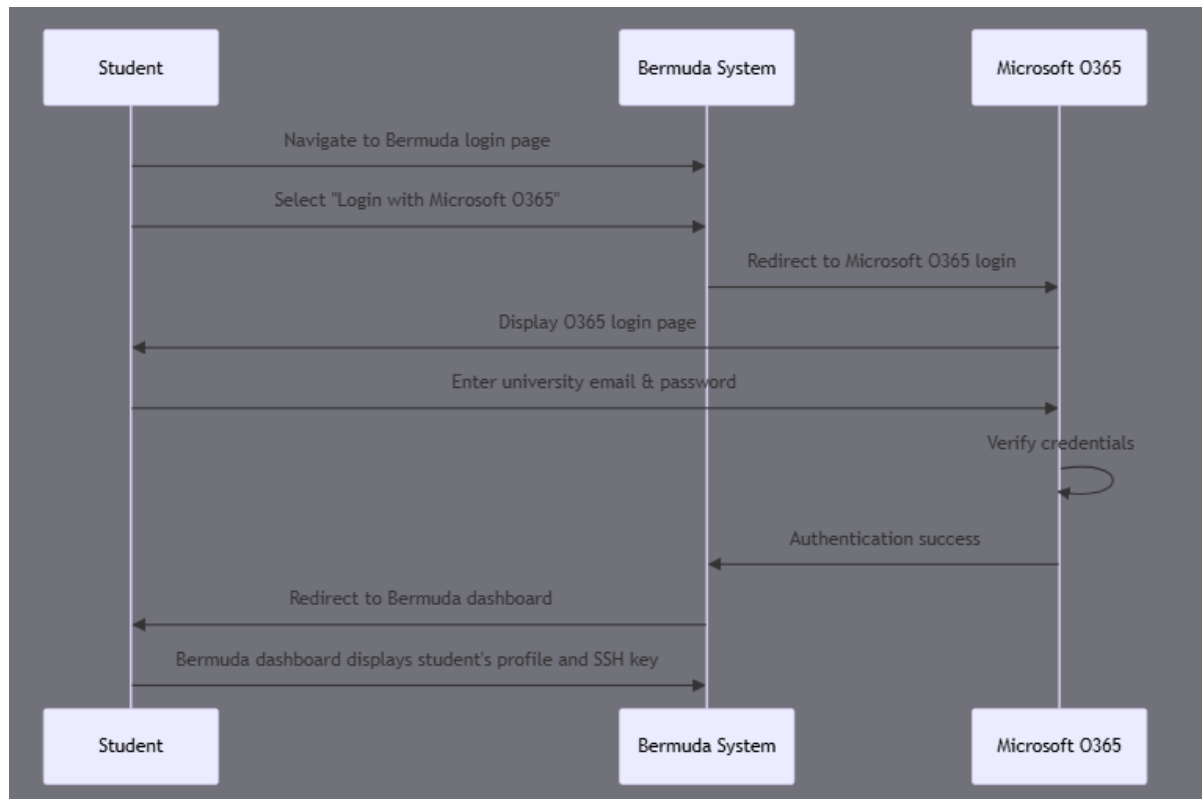 Student
Bermuda System
Microsoft O365
Navigate to Bermuda login page
Select "Login with Microsoft O365"
Redirect to Microsoft O365 login
Display O365 login page
Enter university email & password
Verify credentials
Authentication success
Redirect to Bermuda dashboard
Bermuda dashboard displays student's profile and SSH key
Student
Bermuda System
Microsoft O365